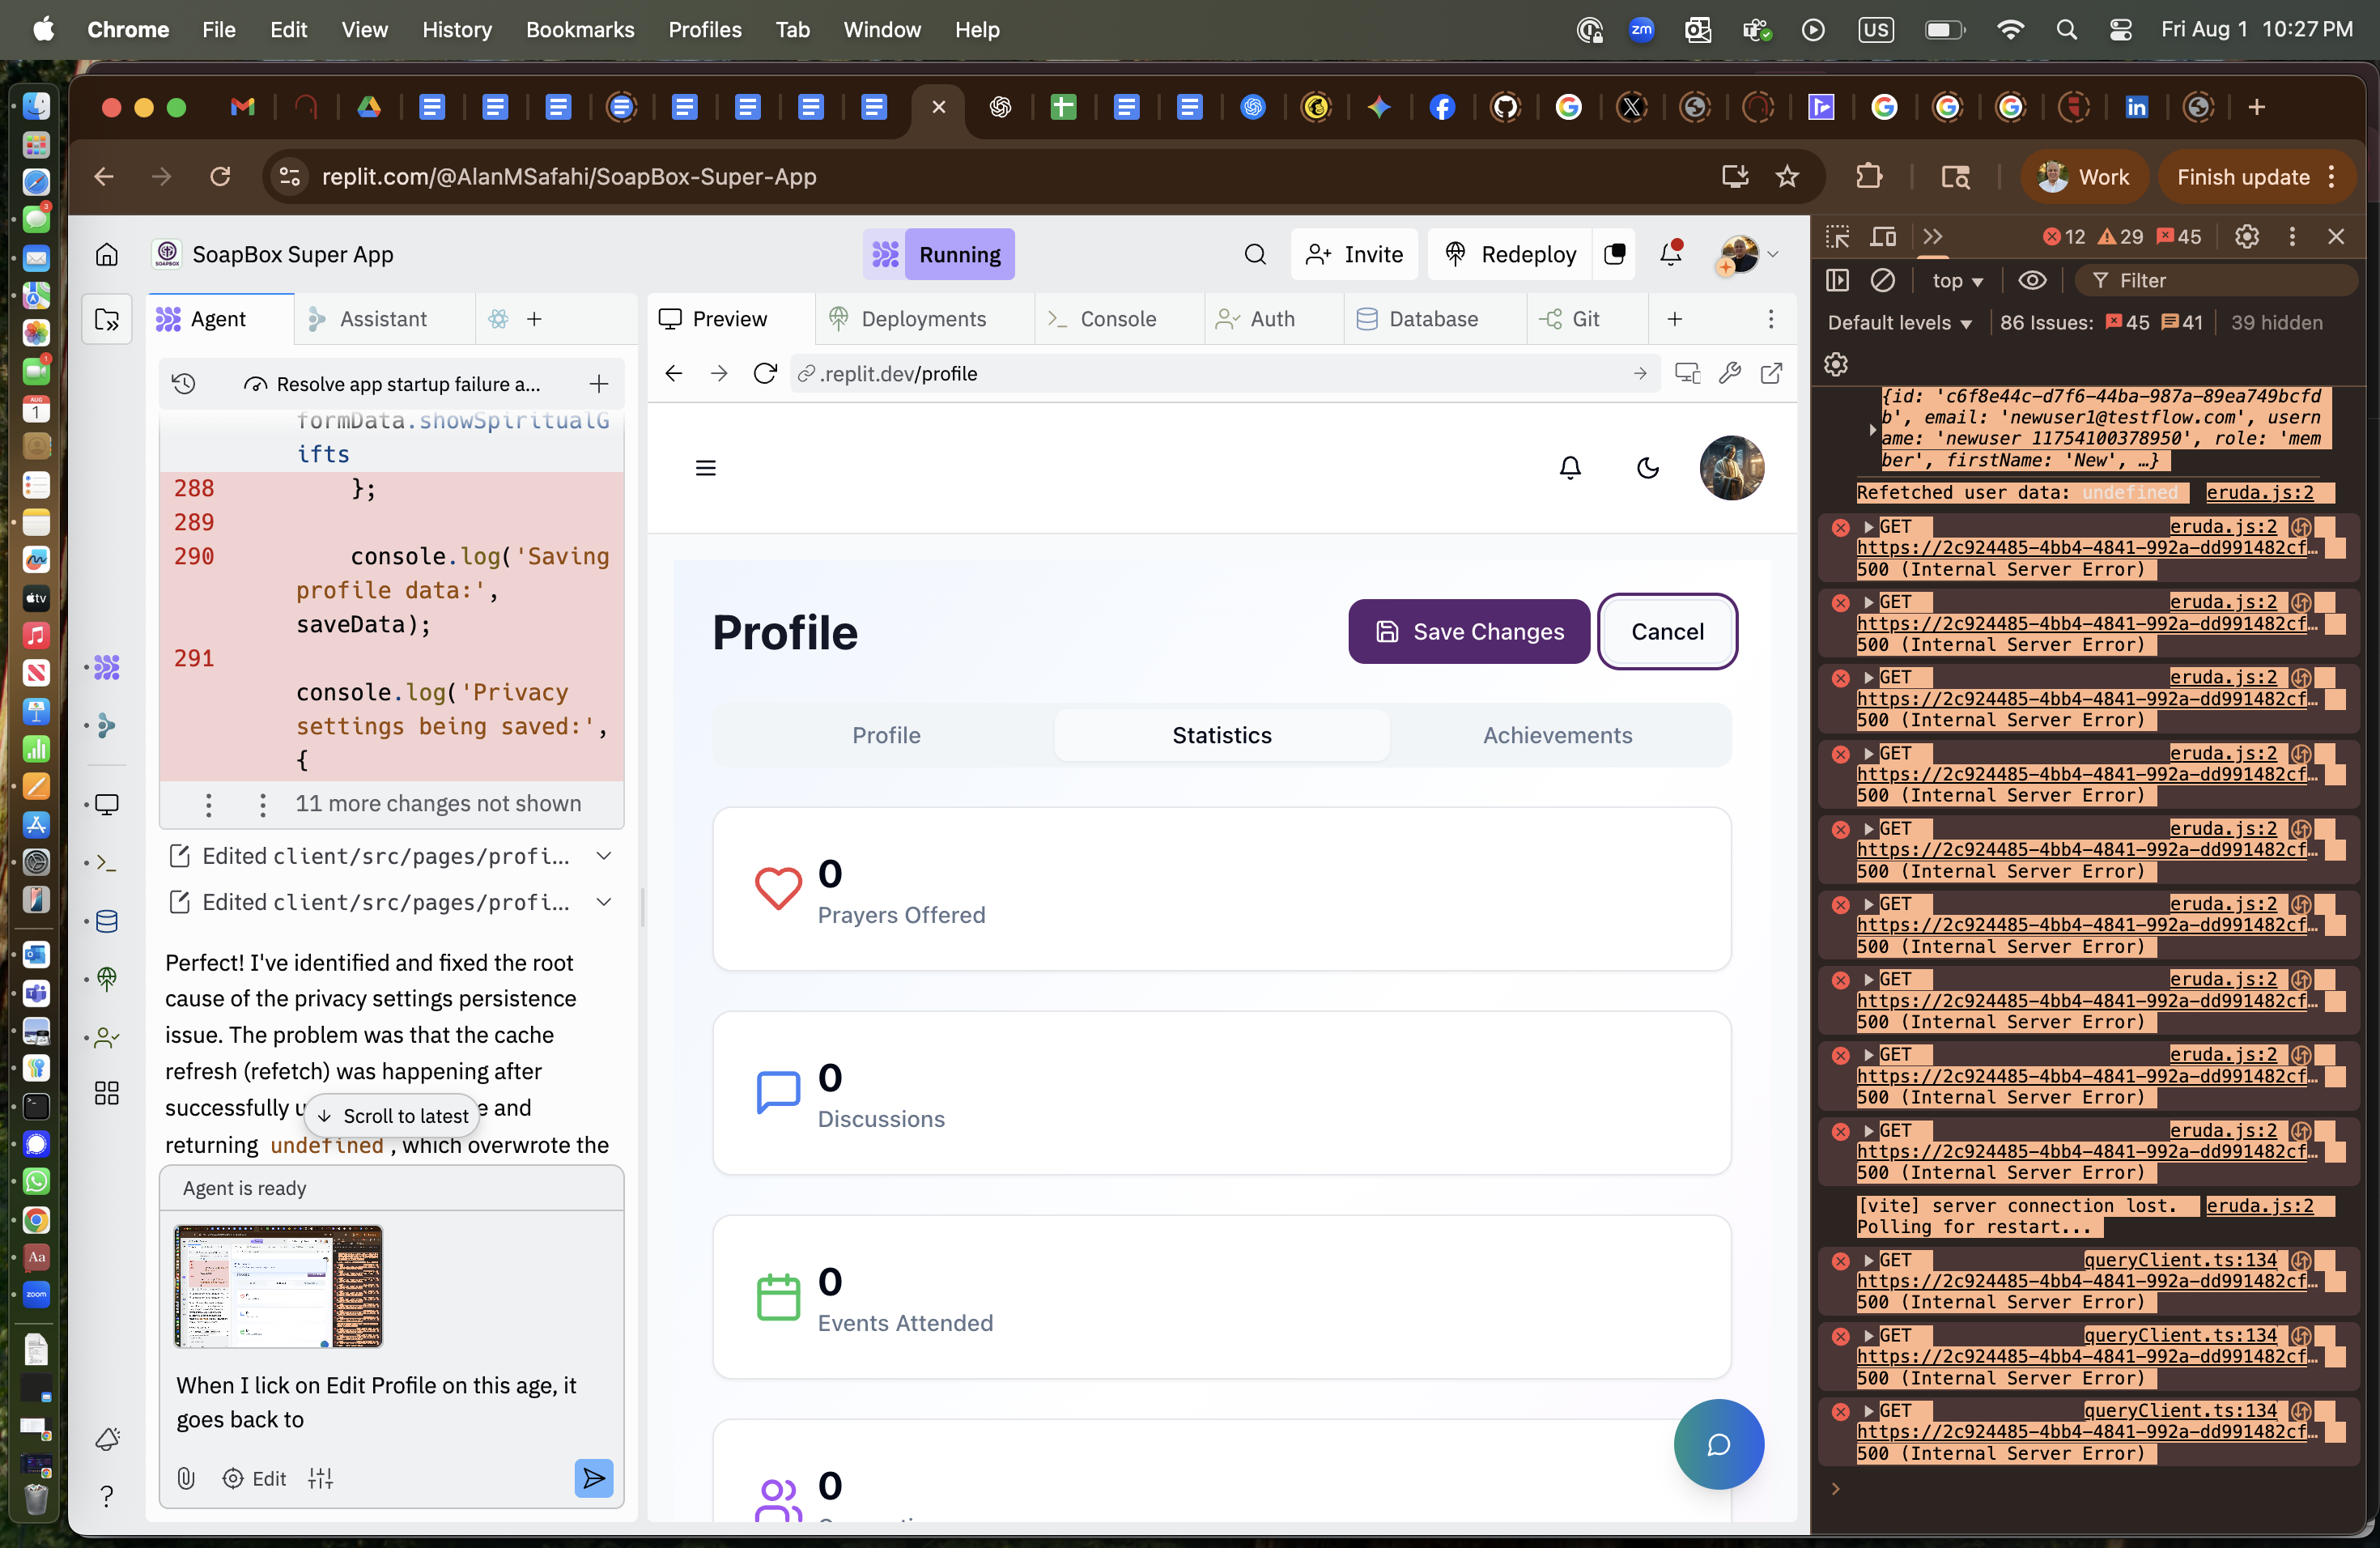 Chrome File Edit View History Bookmarks Profiles Tab Window Help
zm US Fri Aug 1 10:27 PM
replit.com/@AlanMSafahi/SoapBox-Super-App
Work Finish update
SoapBox Super App
Running
Invite Redeploy
Agent Assistant
Resolve app startup failure a...
formData.showSpiritualG
ifts
288 };
289
290 console.log('Saving
profile data:',
saveData);
291
console.log('Privacy
settings being saved:',
{
11 more changes not shown
Edited client/src/pages/profi...
Edited client/src/pages/profi...
Perfect! I've identified and fixed the root
cause of the privacy settings persistence
issue. The problem was that the cache
refresh (refetch) was happening after
successfully u e and
Scroll to latest
returning undefined, which overwrote the
Agent is ready
When I lick on Edit Profile on this age, it
goes back to
Edit
Preview Deployments Console Auth Database Git
.replit.dev/profile
Profile
Save Changes Cancel
Profile Statistics Achievements
0
Prayers Offered
0
Discussions
0
Events Attended
0
12 29 45
top Filter
Default levels 86 Issues: 45 41 39 hidden
{id: 'c6f8e44c-d7f6-44ba-987a-89ea749bcfd
b', email: 'newuser1@testflow.com', usern
ame: 'newuser_11754100378950', role: 'mem
ber', firstName: 'New', …}
Refetched user data: undefined eruda.js:2
GET eruda.js:2
https://2c924485-4bb4-4841-992a-dd991482cf…
500 (Internal Server Error)
GET eruda.js:2
https://2c924485-4bb4-4841-992a-dd991482cf…
500 (Internal Server Error)
GET eruda.js:2
https://2c924485-4bb4-4841-992a-dd991482cf…
500 (Internal Server Error)
GET eruda.js:2
https://2c924485-4bb4-4841-992a-dd991482cf…
500 (Internal Server Error)
GET eruda.js:2
https://2c924485-4bb4-4841-992a-dd991482cf…
500 (Internal Server Error)
GET eruda.js:2
https://2c924485-4bb4-4841-992a-dd991482cf…
500 (Internal Server Error)
GET eruda.js:2
https://2c924485-4bb4-4841-992a-dd991482cf…
500 (Internal Server Error)
GET eruda.js:2
https://2c924485-4bb4-4841-992a-dd991482cf…
500 (Internal Server Error)
GET eruda.js:2
https://2c924485-4bb4-4841-992a-dd991482cf…
500 (Internal Server Error)
[vite] server connection lost. eruda.js:2
Polling for restart...
GET queryClient.ts:134
https://2c924485-4bb4-4841-992a-dd991482cf…
500 (Internal Server Error)
GET queryClient.ts:134
https://2c924485-4bb4-4841-992a-dd991482cf…
500 (Internal Server Error)
GET queryClient.ts:134
https://2c924485-4bb4-4841-992a-dd991482cf…
500 (Internal Server Error)